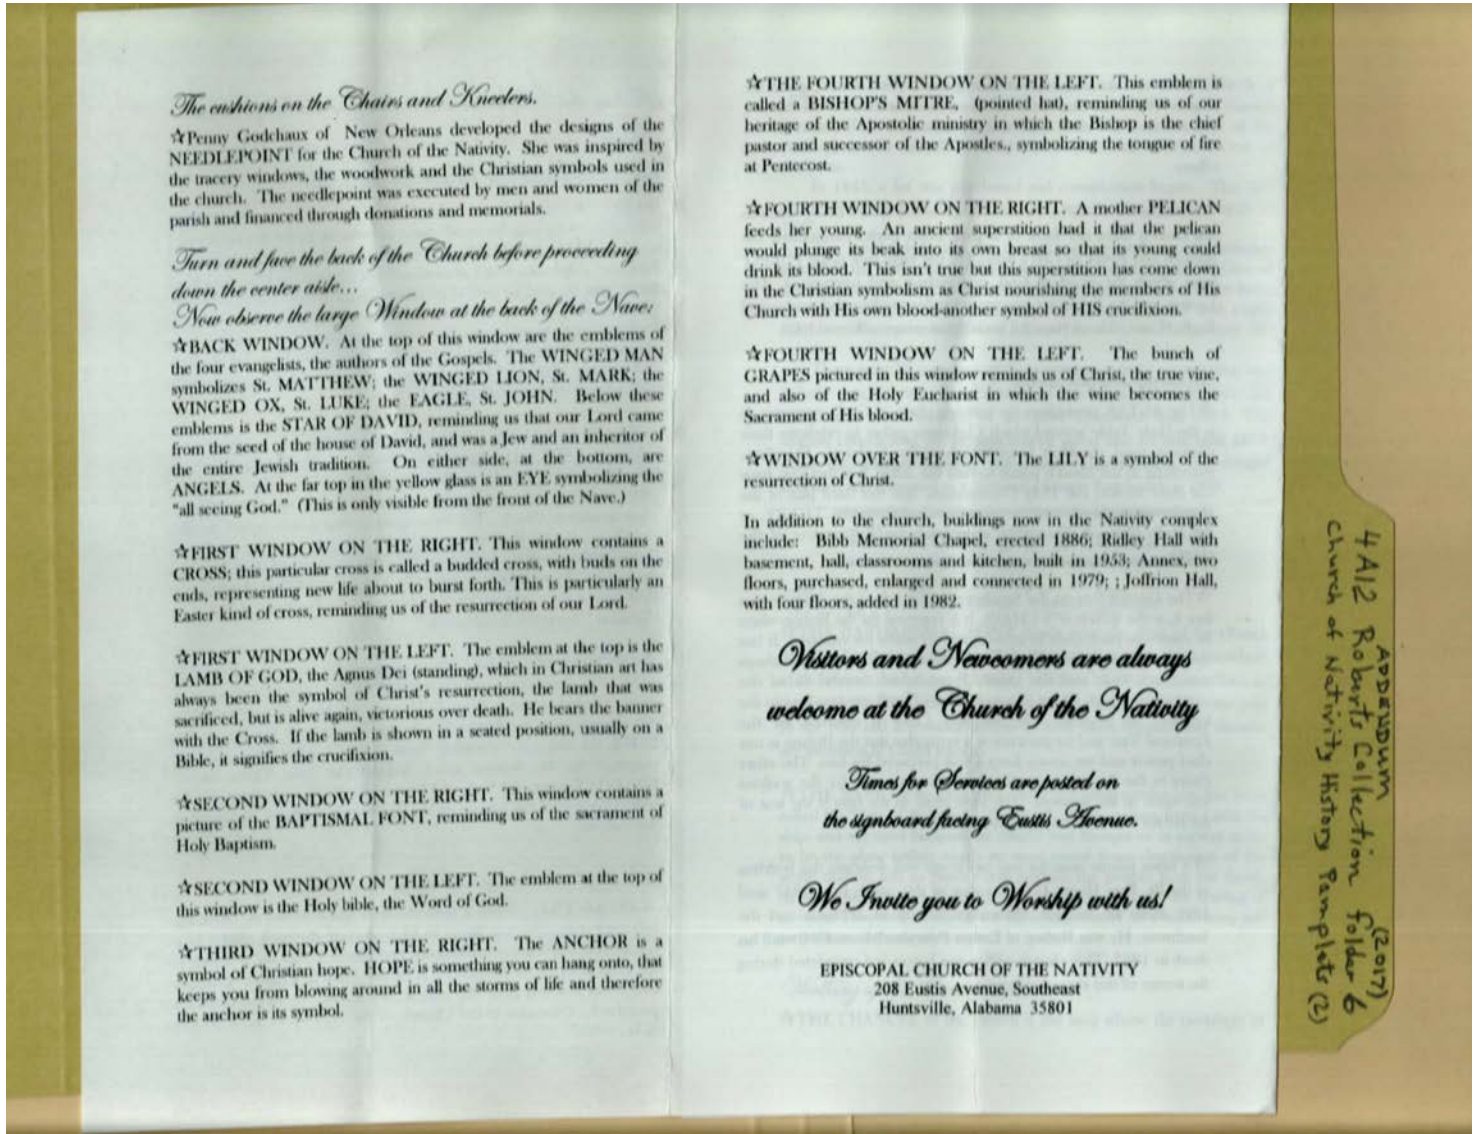 The cushions on the Chairs and Kneelers.
☆Penny Godchaux of New Orleans developed the designs of the
NEEDLEPOINT for the Church of the Nativity. She was inspired by
the tracery windows, the woodwork and the Christian symbols used in
the church. The needlepoint was executed by men and women of the
parish and financed through donations and memorials.
Turn and face the back of the Church before proceeding
down the center aisle...
Now observe the large Window at the back of the Nave:
☆BACK WINDOW. At the top of this window are the emblems of
the four evangelists, the authors of the Gospels. The WINGED MAN
symbolizes St. MATTHEW; the WINGED LION, St. MARK; the
WINGED OX, St. LUKE; the EAGLE, St. JOHN. Below these
emblems is the STAR OF DAVID, reminding us that our Lord came
from the seed of the house of David, and was a Jew and an inheritor of
the entire Jewish tradition. On either side, at the bottom, are
ANGELS. At the far top in the yellow glass is an EYE symbolizing the
"all seeing God." (This is only visible from the front of the Nave.)
☆FIRST WINDOW ON THE RIGHT. This window contains a
CROSS; this particular cross is called a budded cross, with buds on the
ends, representing new life about to burst forth. This is particularly an
Easter kind of cross, reminding us of the resurrection of our Lord.
☆FIRST WINDOW ON THE LEFT. The emblem at the top is the
LAMB OF GOD, the Agnus Dei (standing), which in Christian art has
always been the symbol of Christ's resurrection, the lamb that was
sacrificed, but is alive again, victorious over death. He bears the banner
with the Cross. If the lamb is shown in a seated position, usually on a
Bible, it signifies the crucifixion.
☆SECOND WINDOW ON THE RIGHT. This window contains a
picture of the BAPTISMAL FONT, reminding us of the sacrament of
Holy Baptism.
☆SECOND WINDOW ON THE LEFT. The emblem at the top of
this window is the Holy bible, the Word of God.
☆THIRD WINDOW ON THE RIGHT. The ANCHOR is a
symbol of Christian hope. HOPE is something you can hang onto, that
keeps you from blowing around in all the storms of life and therefore
the anchor is its symbol.
☆THE FOURTH WINDOW ON THE LEFT. This emblem is
called a BISHOP'S MITRE, (pointed hat), reminding us of our
heritage of the Apostolic ministry in which the Bishop is the chief
pastor and successor of the Apostles., symbolizing the tongue of fire
at Pentecost.
☆FOURTH WINDOW ON THE RIGHT. A mother PELICAN
feeds her young. An ancient superstition had it that the pelican
would plunge its beak into its own breast so that its young could
drink its blood. This isn't true but this superstition has come down
in the Christian symbolism as Christ nourishing the members of His
Church with His own blood-another symbol of HIS crucifixion.
☆FOURTH WINDOW ON THE LEFT. The bunch of
GRAPES pictured in this window reminds us of Christ, the true vine,
and also of the Holy Eucharist in which the wine becomes the
Sacrament of His blood.
☆WINDOW OVER THE FONT. The LILY is a symbol of the
resurrection of Christ.
In addition to the church, buildings now in the Nativity complex
include: Bibb Memorial Chapel, erected 1886; Ridley Hall with
basement, hall, classrooms and kitchen, built in 1953; Annex, two
floors, purchased, enlarged and connected in 1979; ; Joffrion Hall,
with four floors, added in 1982.
Visitors and Newcomers are always
welcome at the Church of the Nativity
Times for Services are posted on
the signboard facing Eustis Avenue.
We Invite you to Worship with us!
EPISCOPAL CHURCH OF THE NATIVITY
208 Eustis Avenue, Southeast
Huntsville, Alabama 35801
ADDENDUM (2017)
4A12 Roberts Collection folder 6
Church of Nativity History Pamplets (2)